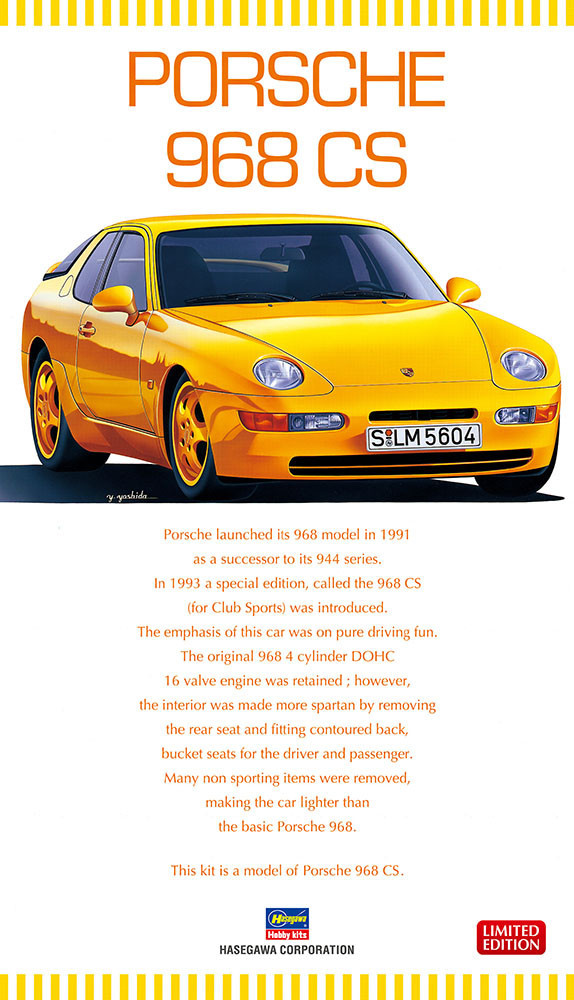 PORSCHE
968 CS
S LM 5604
y. yoshida
Porsche launched its 968 model in 1991
as a successor to its 944 series.
In 1993 a special edition, called the 968 CS
(for Club Sports) was introduced.
The emphasis of this car was on pure driving fun.
The original 968 4 cylinder DOHC
16 valve engine was retained ; however,
the interior was made more spartan by removing
the rear seat and fitting contoured back,
bucket seats for the driver and passenger.
Many non sporting items were removed,
making the car lighter than
the basic Porsche 968.
This kit is a model of Porsche 968 CS.
Hasegawa
Hobby kits
HASEGAWA CORPORATION
LIMITED
EDITION